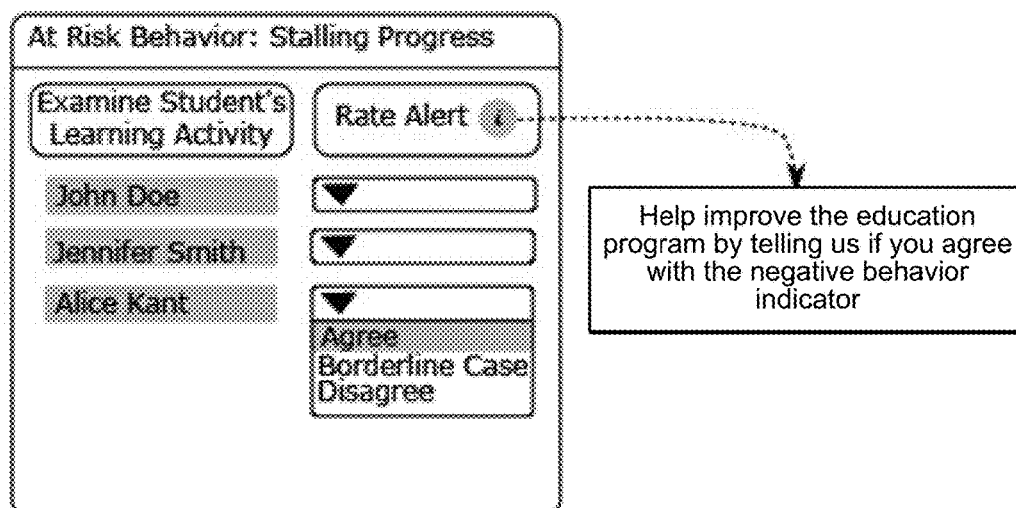 At Risk Behavior: Stalling Progress
Examine Student's
Learning Activity
Rate Alert i
John Doe
Jennifer Smith
Alice Kant
Agree
Borderline Case
Disagree
Help improve the education
program by telling us if you agree
with the negative behavior
indicator